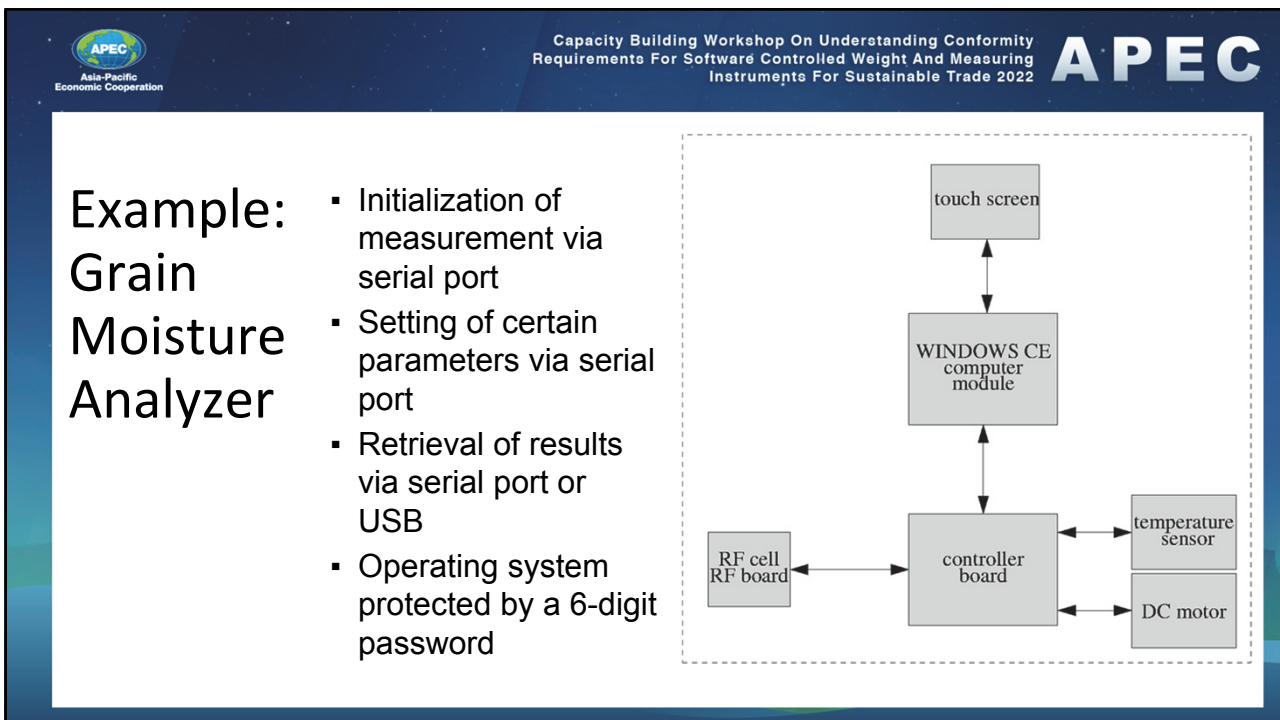 APEC
Asia-Pacific
Economic Cooperation
Capacity Building Workshop On Understanding Conformity
Requirements For Software Controlled Weight And Measuring
Instruments For Sustainable Trade 2022
APEC
Example:
Grain
Moisture
Analyzer
▪ Initialization of
measurement via
serial port
▪ Setting of certain
parameters via serial
port
▪ Retrieval of results
via serial port or
USB
▪ Operating system
protected by a 6-digit
password
touch screen
WINDOWS CE
computer
module
RF cell
RF board
controller
board
temperature
sensor
DC motor